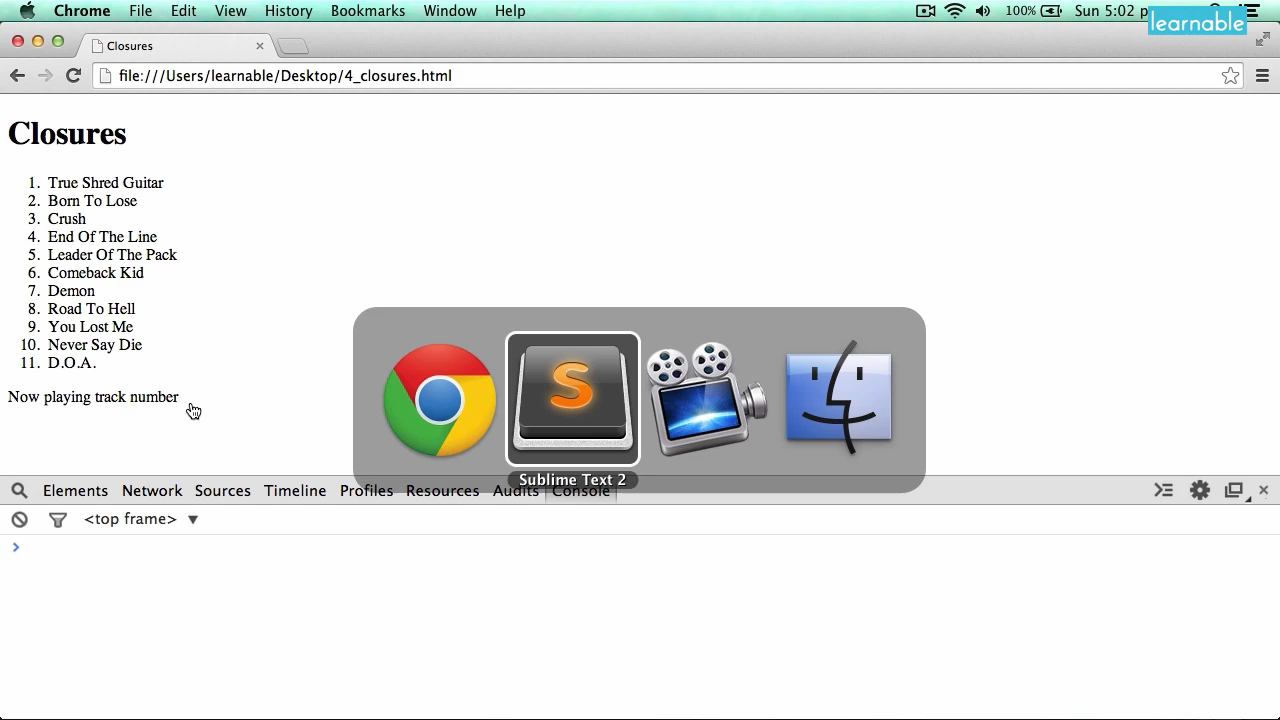 Chrome File Edit View History Bookmarks Window Help 100% Sun 5:02 p
learnable
Closures
file:///Users/learnable/Desktop/4_closures.html
Closures
1. True Shred Guitar
2. Born To Lose
3. Crush
4. End Of The Line
5. Leader Of The Pack
6. Comeback Kid
7. Demon
8. Road To Hell
9. You Lost Me
10. Never Say Die
11. D.O.A.
Now playing track number
S
Sublime Text 2
Elements Network Sources Timeline Profiles Resources Audits Console
<top frame>